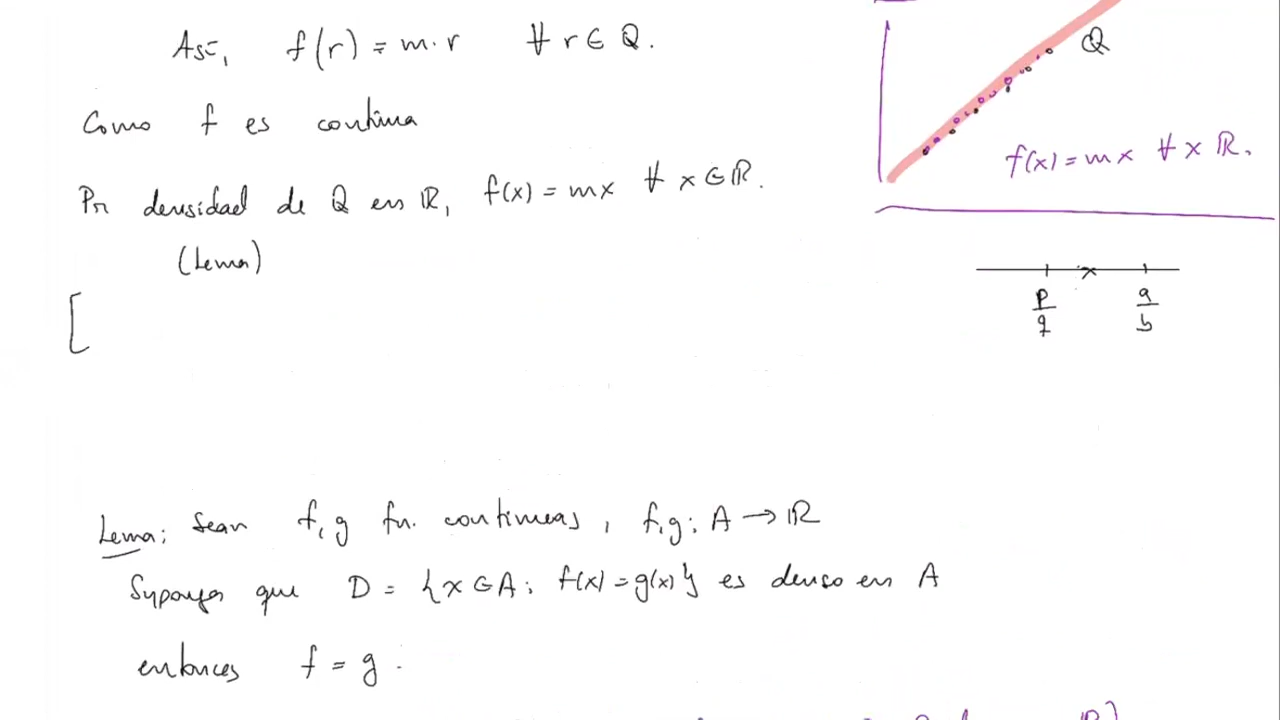 Así, f(r) = m·r ∀ r ∈ Q.
Como f es continua
Por densidad de Q en ℝ, f(x) = mx ∀ x ∈ ℝ.
(Lema)
[
Q
f(x) = mx ∀ x ℝ.
x
p/q a/b
Lema: Sean f, g fn. continuas, f, g: A → ℝ
Suponga que D = {x ∈ A: f(x) = g(x)} es denso en A
entonces f = g.